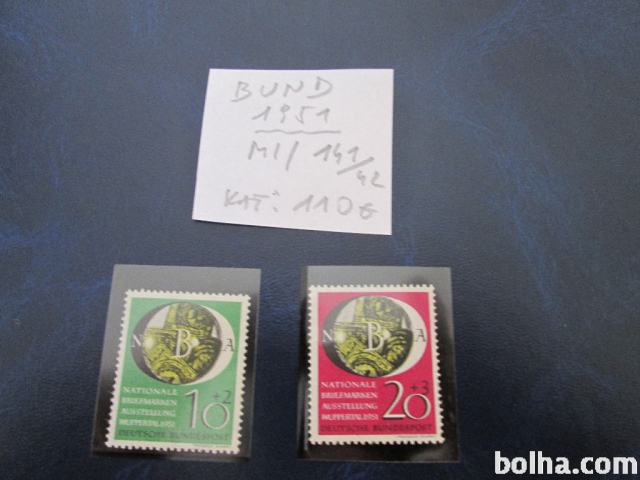 BUND
1951
MI/141/42
KAT: 110€
N B A
NATIONALE
BRIEFMARKEN
AUSSTELLUNG
WUPPERTAL 1951
10+2
DEUTSCHE BUNDESPOST
N B A
NATIONALE
BRIEFMARKEN
AUSSTELLUNG
WUPPERTAL 1951
20+3
DEUTSCHE BUNDESPOST
bolha.com